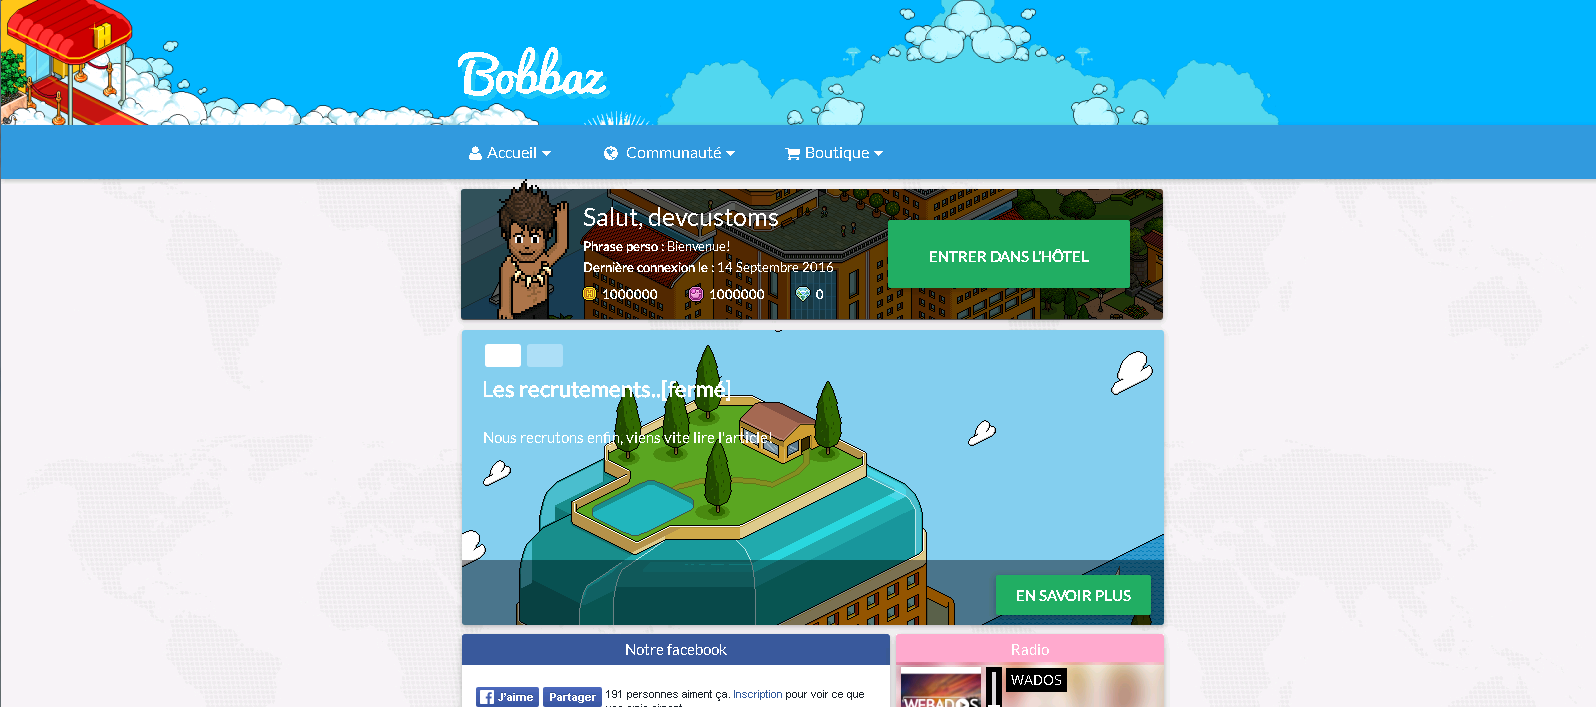 H
Bobbaz
Accueil
Communauté
Boutique
Salut, devcustoms
Phrase perso : Bienvenue!
Dernière connexion le : 14 Septembre 2016
1000000
1000000
0
ENTRER DANS L'HÔTEL
Les recrutements..[fermé]
Nous recrutons enfin, viens vite lire l'article!
EN SAVOIR PLUS
Notre facebook
J'aime
Partager
191 personnes aiment ça. Inscription pour voir ce que
Radio
WEBADOS
WADOS